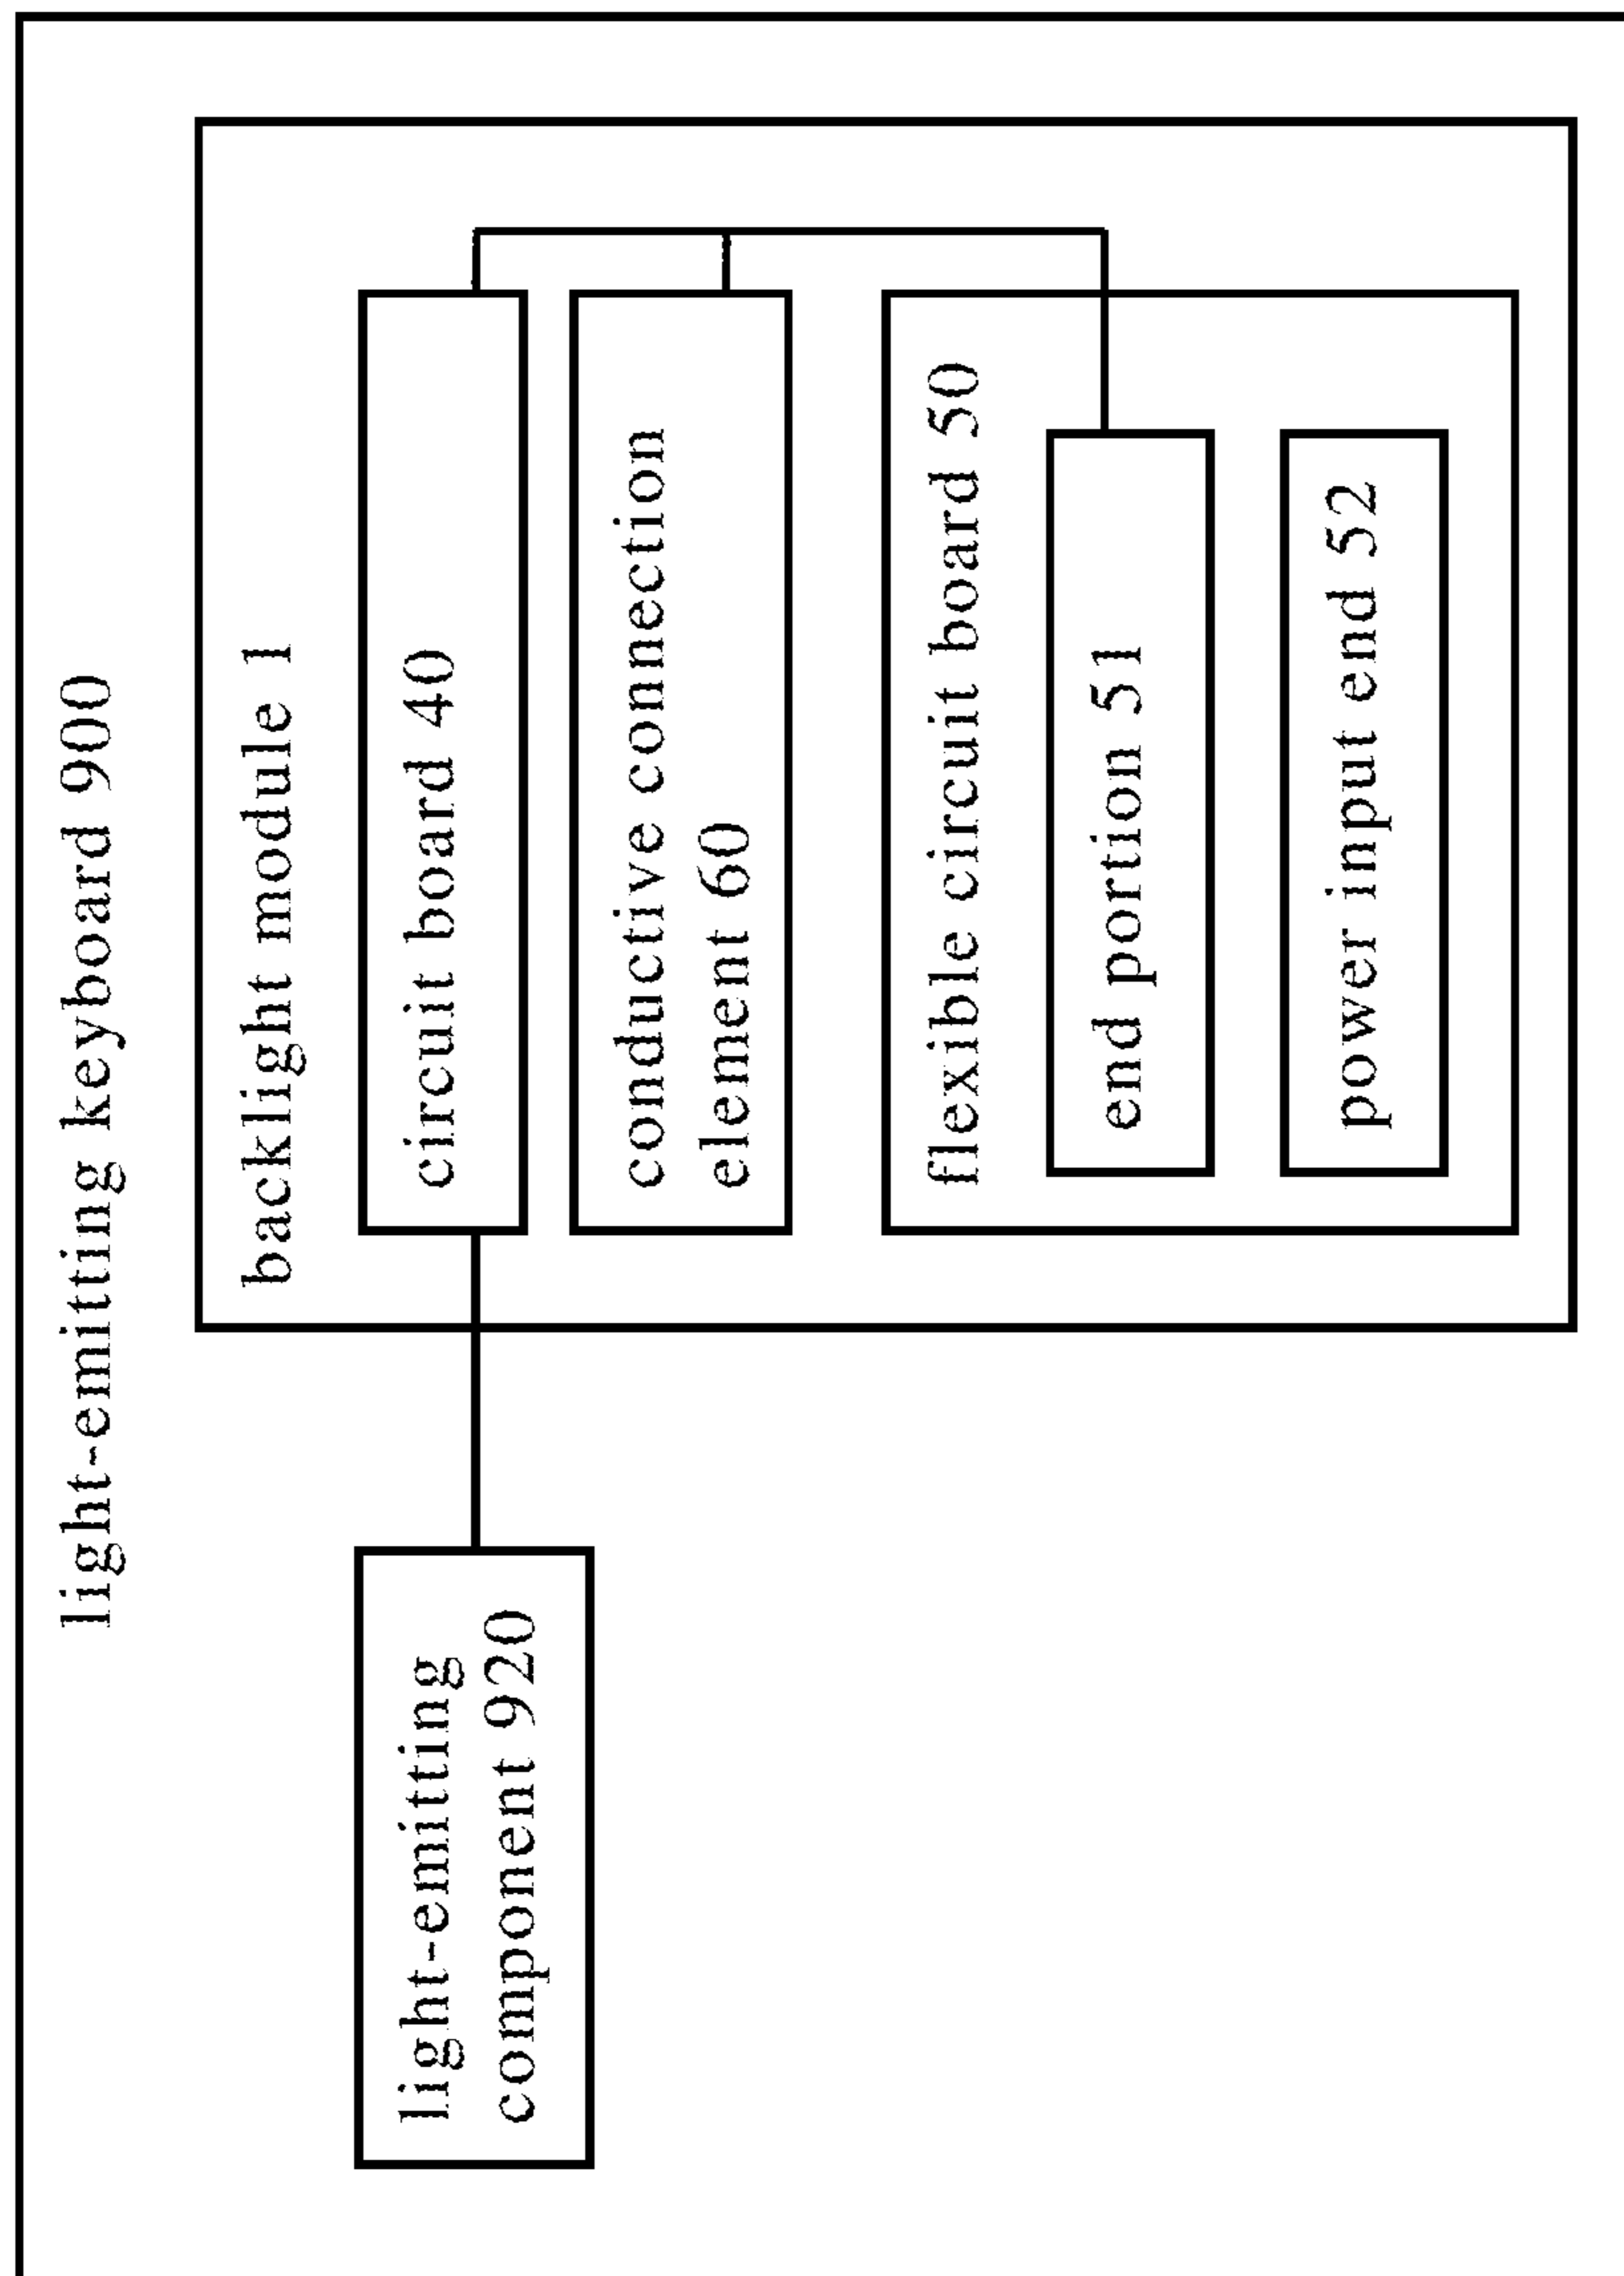 light-emitting keyboard 900
backlight module 1
light-emitting
component 920
circuit board 40
conductive connection
element 60
flexible circuit board 50
end portion 51
power input end 52